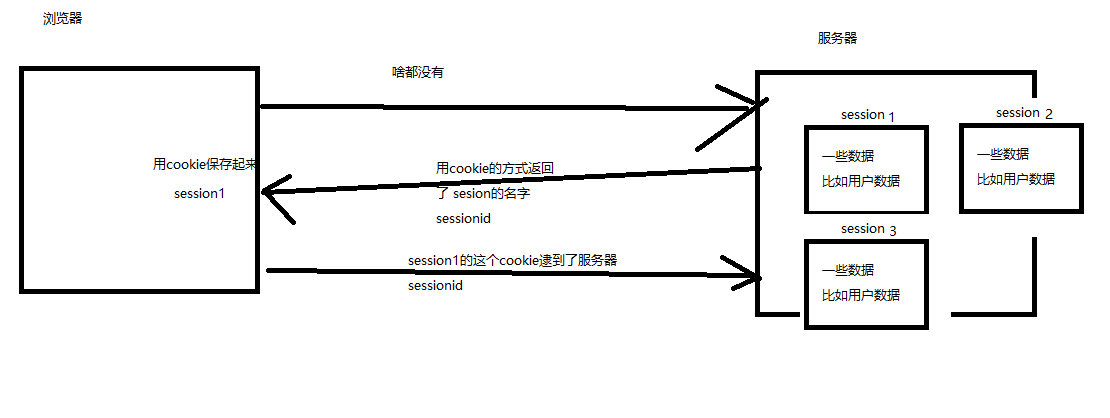 浏览器
服务器
啥都没有
session 1
session 2
用cookie保存起来
session1
用cookie的方式返回
了 sesion的名字
sessionid
一些数据
比如用户数据
一些数据
比如用户数据
session 3
session1的这个cookie逮到了服务器
sessionid
一些数据
比如用户数据